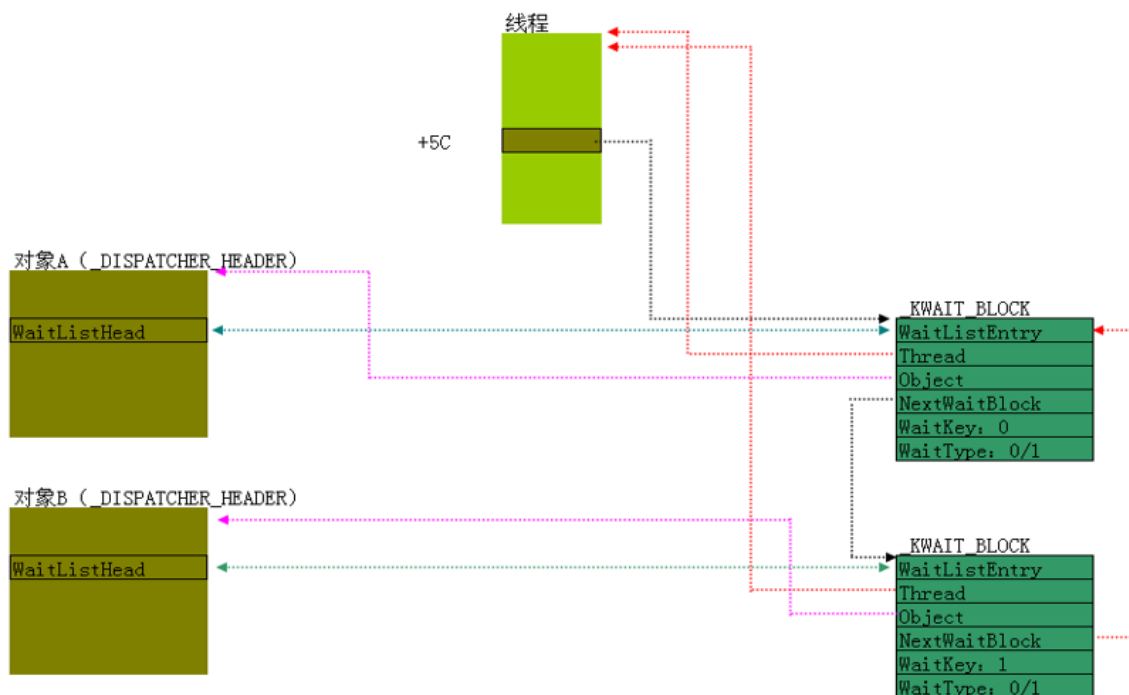 线程
+5C
对象A（_DISPATCHER_HEADER）
WaitListHead
_KWAIT_BLOCK
WaitListEntry
Thread
Object
NextWaitBlock
WaitKey: 0
WaitType: 0/1
对象B（_DISPATCHER_HEADER）
WaitListHead
_KWAIT_BLOCK
WaitListEntry
Thread
Object
NextWaitBlock
WaitKey: 1
WaitType: 0/1